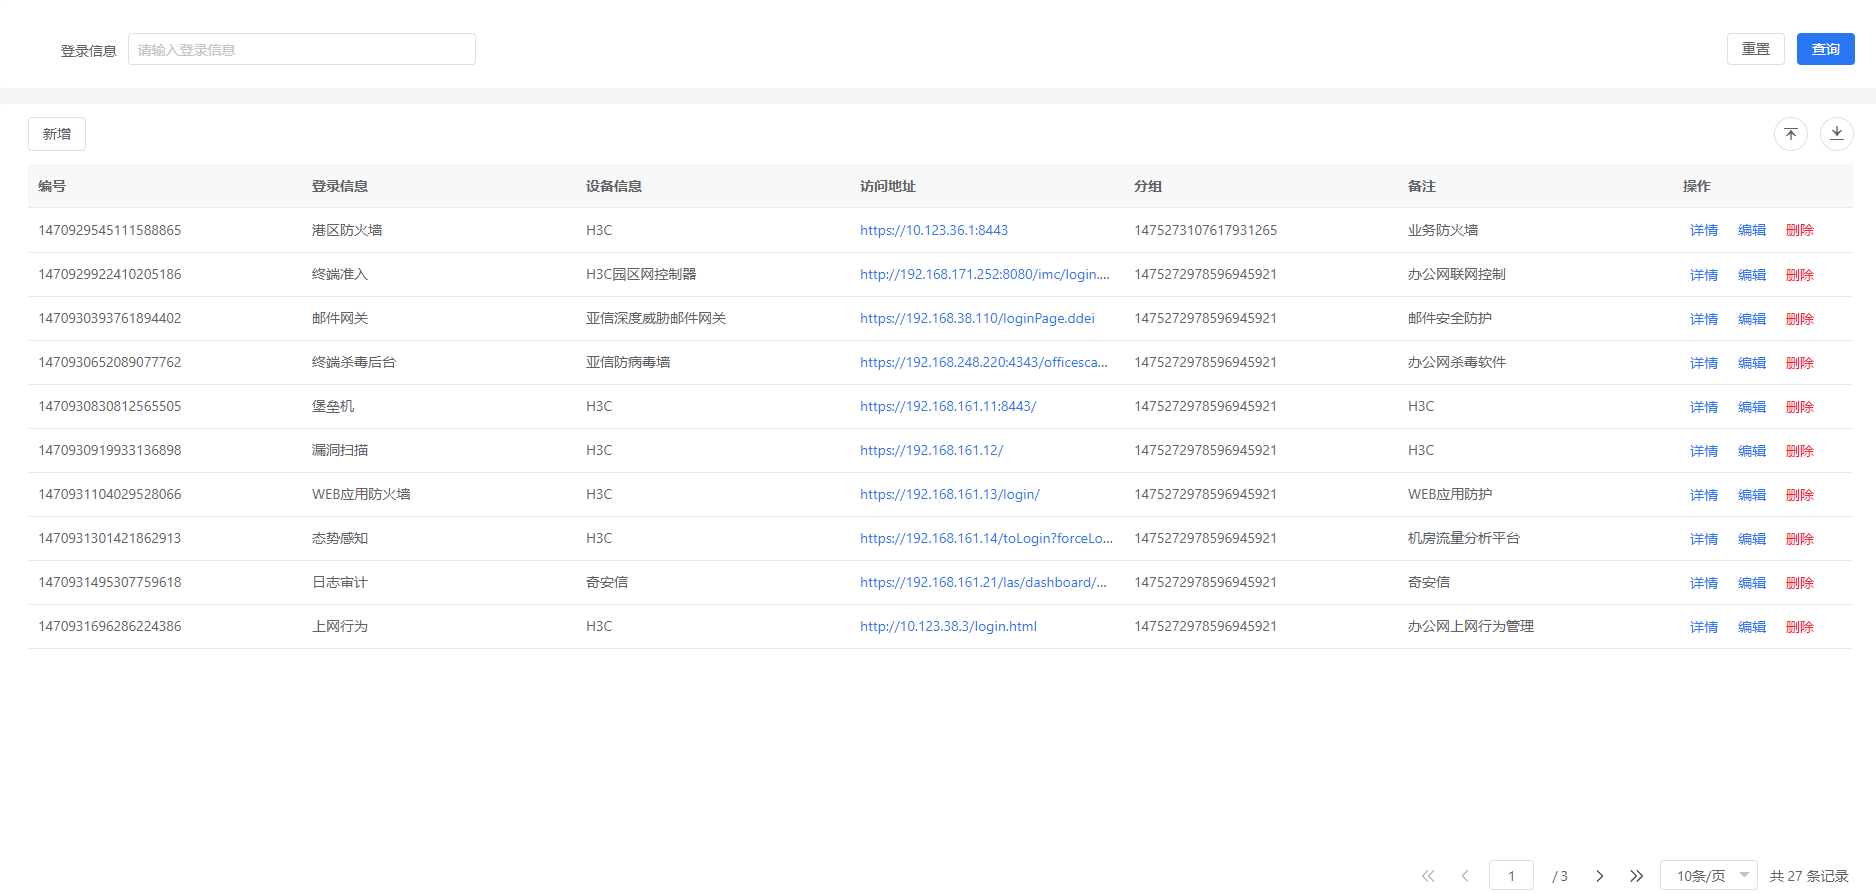 登录信息 请输入登录信息 重置 查询
新增
编号 登录信息 设备信息 访问地址 分组 备注 操作
1470929545111588865 港区防火墙 H3C https://10.123.36.1:8443 1475273107617931265 业务防火墙 详情 编辑 删除
1470929922410205186 终端准入 H3C园区网控制器 http://192.168.171.252:8080/imc/login.... 1475272978596945921 办公网联网控制 详情 编辑 删除
1470930393761894402 邮件网关 亚信深度威胁邮件网关 https://192.168.38.110/loginPage.ddei 1475272978596945921 邮件安全防护 详情 编辑 删除
1470930652089077762 终端杀毒后台 亚信防病毒墙 https://192.168.248.220:4343/officesca... 1475272978596945921 办公网杀毒软件 详情 编辑 删除
1470930830812565505 堡垒机 H3C https://192.168.161.11:8443/ 1475272978596945921 H3C 详情 编辑 删除
1470930919933136898 漏洞扫描 H3C https://192.168.161.12/ 1475272978596945921 H3C 详情 编辑 删除
1470931104029528066 WEB应用防火墙 H3C https://192.168.161.13/login/ 1475272978596945921 WEB应用防护 详情 编辑 删除
1470931301421862913 态势感知 H3C https://192.168.161.14/toLogin?forceLo... 1475272978596945921 机房流量分析平台 详情 编辑 删除
1470931495307759618 日志审计 奇安信 https://192.168.161.21/las/dashboard/... 1475272978596945921 奇安信 详情 编辑 删除
1470931696286224386 上网行为 H3C http://10.123.38.3/login.html 1475272978596945921 办公网上网行为管理 详情 编辑 删除
1 / 3 10条/页 共 27 条记录